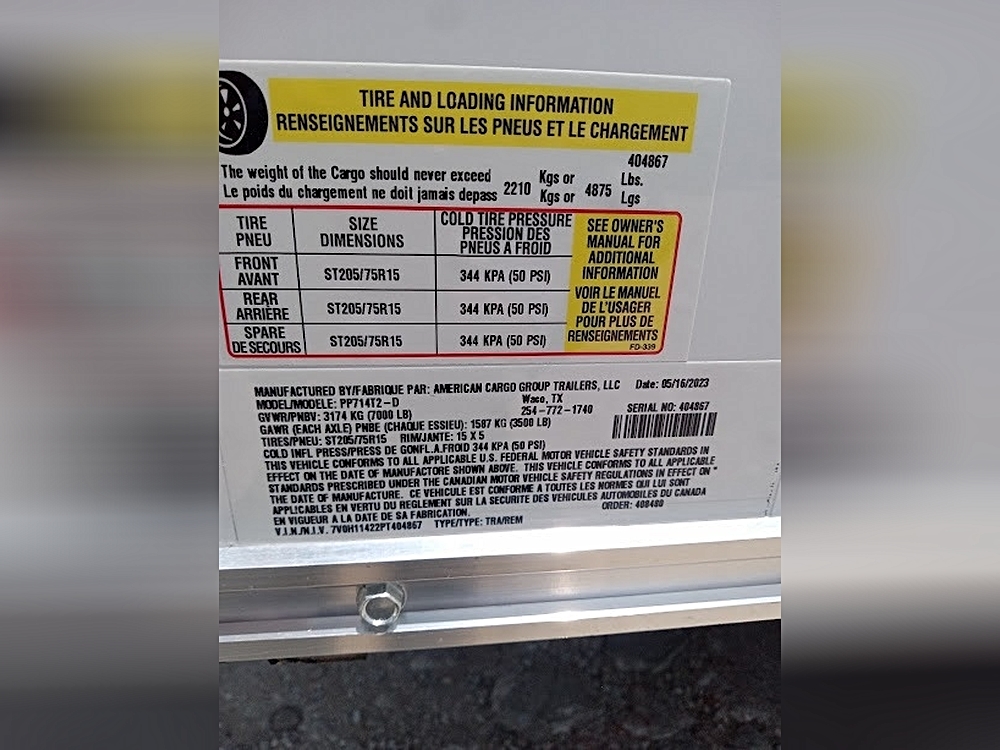 TIRE AND LOADING INFORMATION
RENSEIGNEMENTS SUR LES PNEUS ET LE CHARGEMENT
404867
The weight of the Cargo should never exceed 2210 Kgs or 4875 Lbs.
Le poids du chargement ne doit jamais depass Kgs or Lgs
TIRE SIZE COLD TIRE PRESSURE
PNEU DIMENSIONS PRESSION DES
PNEUS A FROID
FRONT
AVANT ST205/75R15 344 KPA (50 PSI)
REAR
ARRIÈRE ST205/75R15 344 KPA (50 PSI)
SPARE
DE SECOURS ST205/75R15 344 KPA (50 PSI)
SEE OWNER'S
MANUAL FOR
ADDITIONAL
INFORMATION
VOIR LE MANUEL
DE L'USAGER
POUR PLUS DE
RENSEIGNEMENTS
FD-339
MANUFACTURED BY/FABRIQUE PAR: AMERICAN CARGO GROUP TRAILERS, LLC Date: 05/16/2023
MODEL/MODELE: PP714T2-D Waco, TX
GVWR/PNBV: 3174 KG (7000 LB) 254-772-1740 SERIAL NO: 404867
GAWR (EACH AXLE) PNBE (CHAQUE ESSIEU): 1587 KG (3500 LB)
TIRES/PNEU: ST205/75R15 RIM/JANTE: 15 X 5
COLD INFL PRESS/PRESS DE GONFL.A.FROID 344 KPA (50 PSI)
THIS VEHICLE CONFORMS TO ALL APPLICABLE U.S. FEDERAL MOTOR VEHICLE SAFETY STANDARDS IN
EFFECT ON THE DATE OF MANUFACTORE SHOWN ABOVE. THIS VEHICLE CONFORMS TO ALL APPLICABLE
STANDARDS PRESCRIBED UNDER THE CANADIAN MOTOR VEHICLE SAFETY REGULATIONS IN EFFECT ON "
THE DATE OF MANUFACTURE. CE VEHICULE EST CONFORME A TOUTES LES NORMES QUI LUI SONT
APPLICABLES EN VERTU DU REGLEMENT SUR LA SECURITE DES VEHICULES AUTOMOBILES DU CANADA
EN VIGUEUR A LA DATE DE SA FABRICATION. ORDER: 408480
V.I.N./N.I.V. 7V0H11422PT404867 TYPE/TYPE: TRA/REM